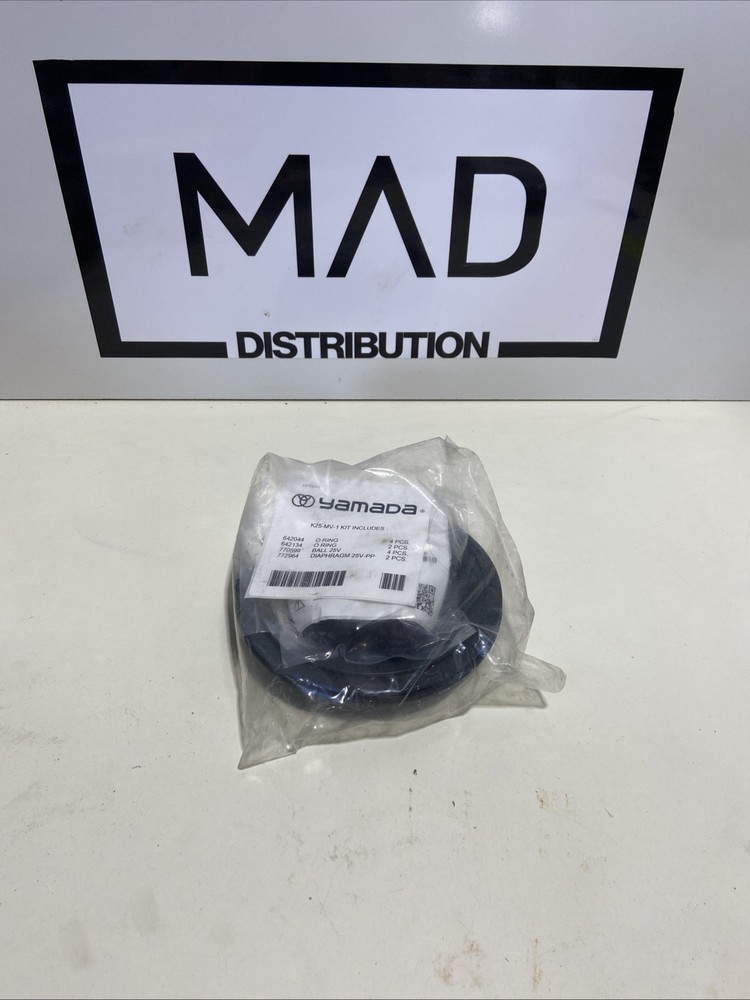 MAD
DISTRIBUTION
yamada®
K25-MV-1 KIT INCLUDES
642044 O RING 4 PCS.
642134 O RING 2 PCS.
770599 BALL 25V 4 PCS.
772964 DIAPHRAGM 25V-PP 2 PCS.